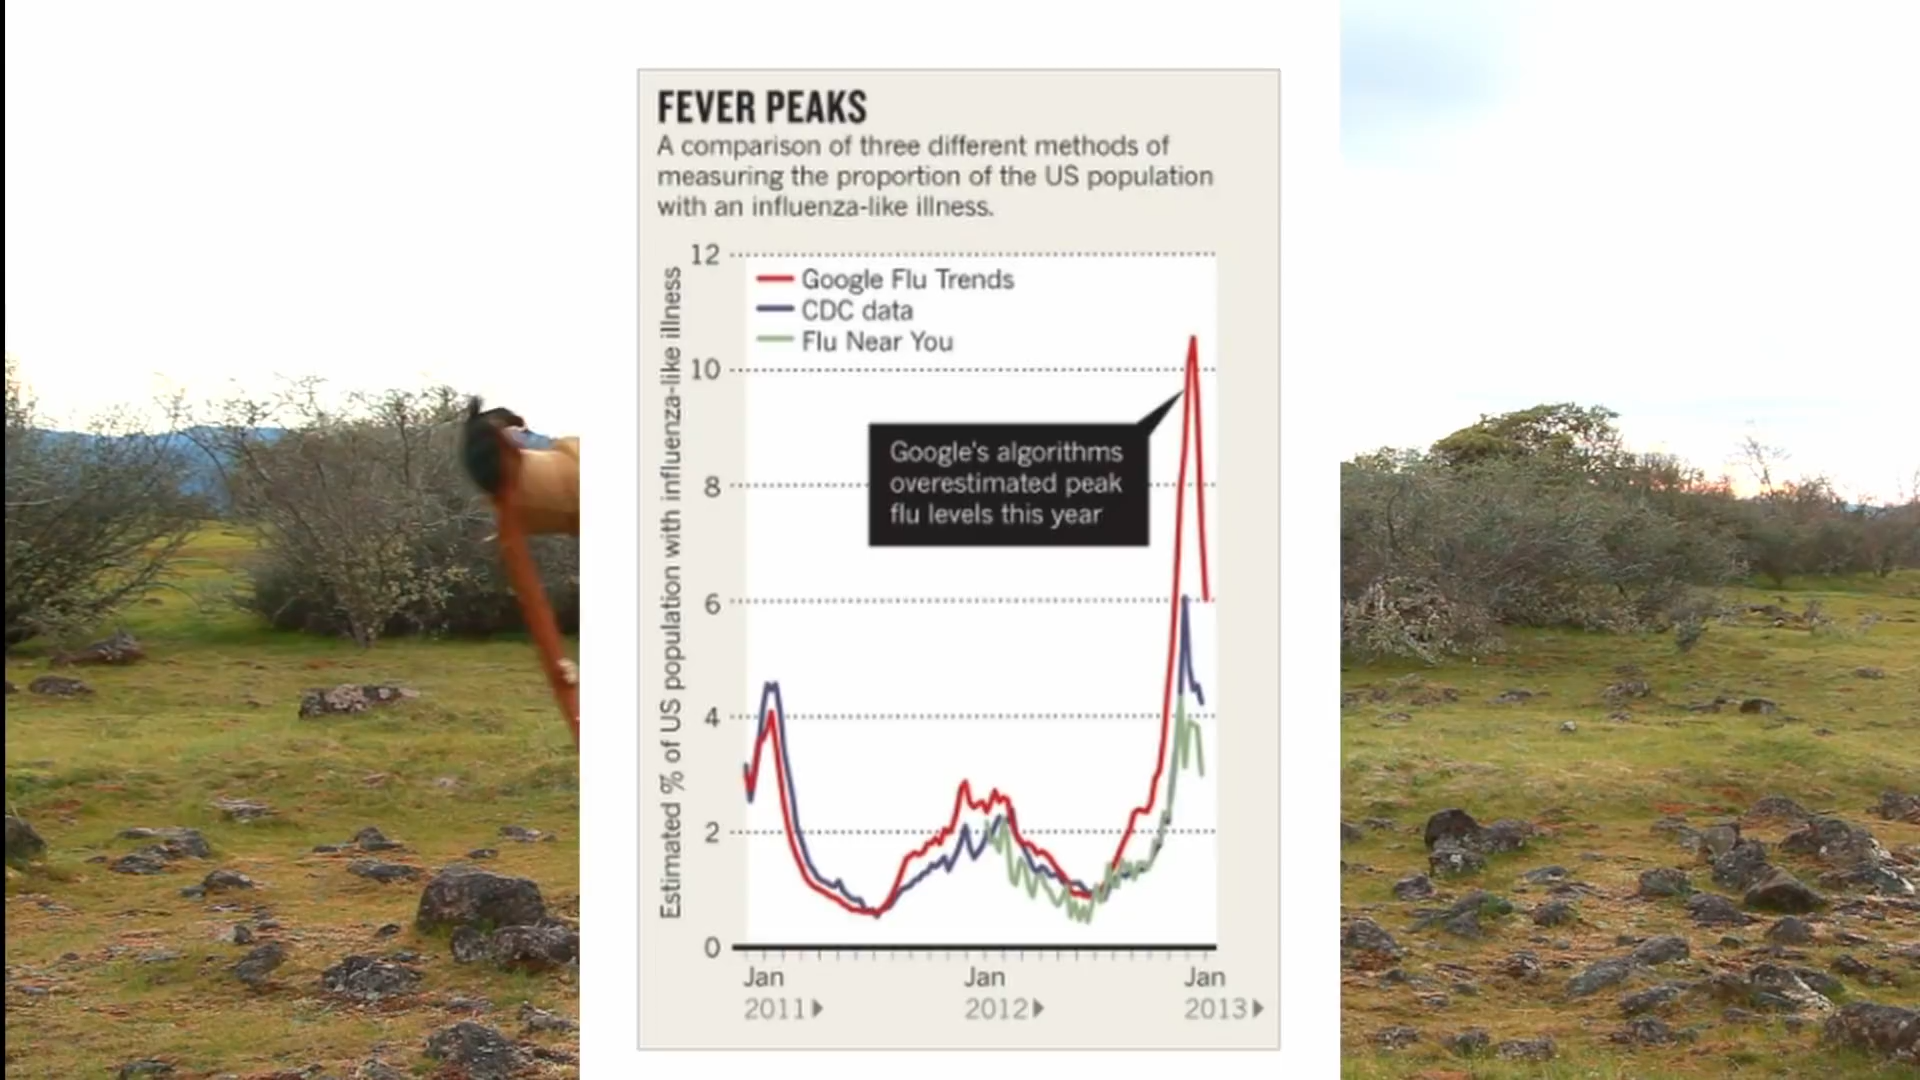 FEVER PEAKS
A comparison of three different methods of
measuring the proportion of the US population
with an influenza-like illness.
Estimated % of US population with influenza-like illness
12
10
8
6
4
2
0
Google Flu Trends
CDC data
Flu Near You
Google's algorithms
overestimated peak
flu levels this year
Jan
2011
Jan
2012
Jan
2013